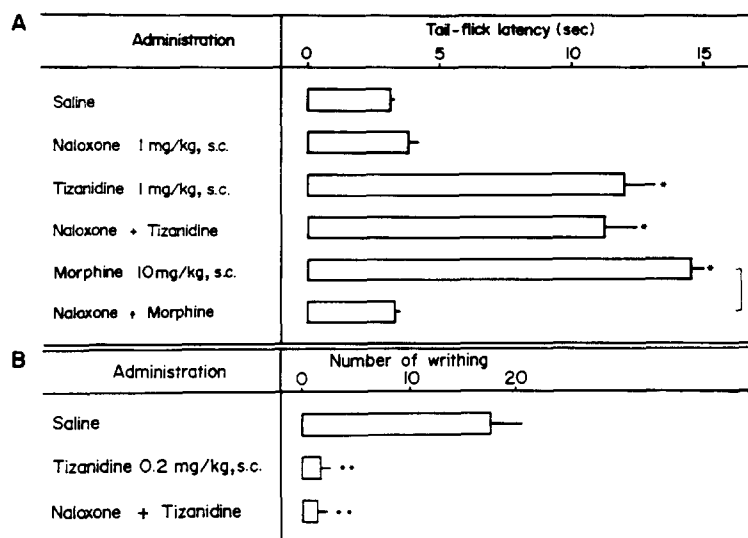 A Administration Tail-flick latency (sec)
0 5 10 15
Saline
Naloxone 1 mg/kg, s.c.
Tizanidine 1 mg/kg, s.c.
Naloxone + Tizanidine
Morphine 10mg/kg, s.c.
Naloxone + Morphine
B Administration Number of writhing
0 10 20
Saline
Tizanidine 0.2 mg/kg, s.c.
Naloxone + Tizanidine